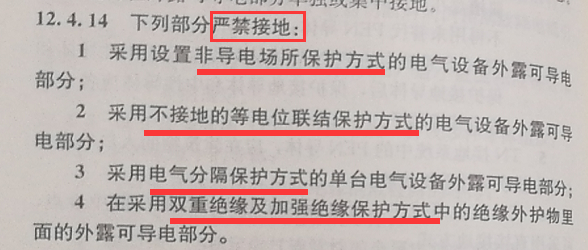 地。
12.4.14 下列部分严禁接地：
1 采用设置非导电场所保护方式的电气设备外露可导电
部分；
2 采用不接地的等电位联结保护方式的电气设备外露可导
电部分；
3 采用电气分隔保护方式的单台电气设备外露可导电部分；
4 在采用双重绝缘及加强绝缘保护方式中的绝缘外护物里
面的外露可导电部分。